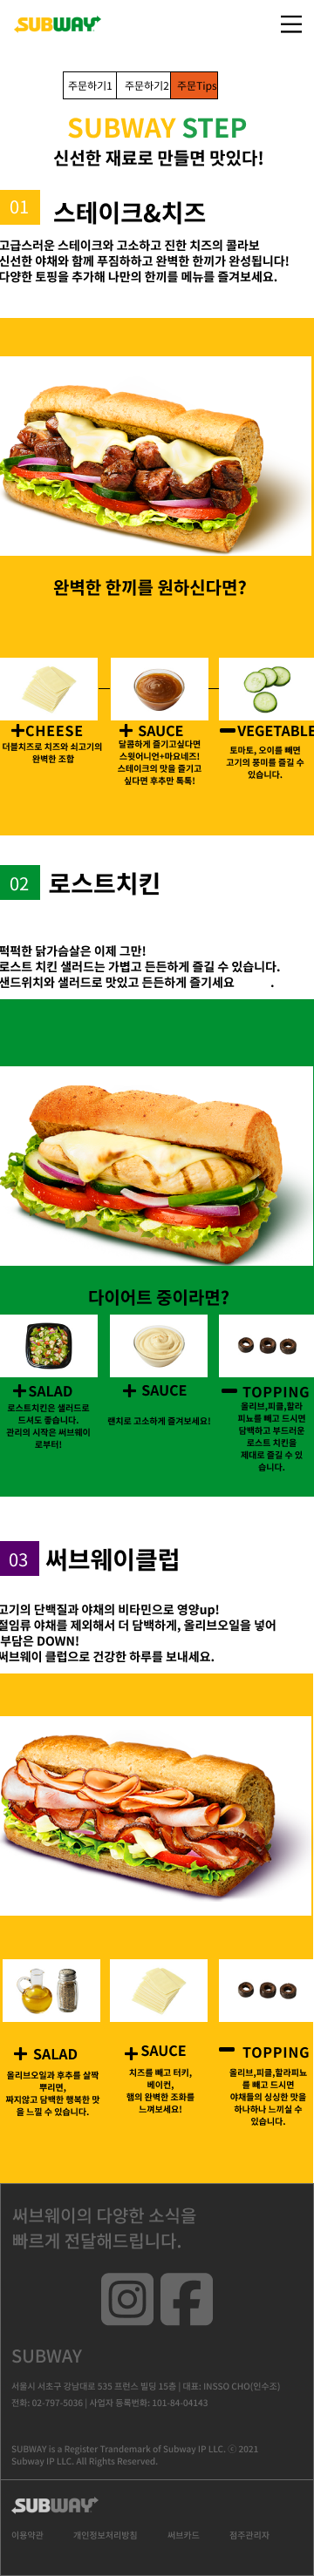 SUBWAY
주문하기1 주문하기2 주문Tips
SUBWAY STEP
신선한 재료로 만들면 맛있다!
01 스테이크&치즈
고급스러운 스테이크와 고소하고 진한 치즈의 콜라보
신선한 야채와 함께 푸짐하하고 완벽한 한끼가 완성됩니다!
다양한 토핑을 추가해 나만의 한끼를 메뉴를 즐겨보세요.
완벽한 한끼를 원하신다면?
+CHEESE
더블치즈로 치즈와 쇠고기의
완벽한 조합
+ SAUCE
달콤하게 즐기고싶다면
스윗어니언+마요네즈!
스테이크의 맛을 즐기고
싶다면 후추만 톡톡!
-VEGETABLE
토마토, 오이를 빼면
고기의 풍미를 즐길 수
있습니다.
02 로스트치킨
퍽퍽한 닭가슴살은 이제 그만!
로스트 치킨 샐러드는 가볍고 든든하게 즐길 수 있습니다.
샌드위치와 샐러드로 맛있고 든든하게 즐기세요 .
다이어트 중이라면?
+SALAD
로스트치킨은 샐러드로
드셔도 좋습니다.
관리의 시작은 써브웨이
로부터!
+ SAUCE
랜치로 고소하게 즐겨보세요!
- TOPPING
올리브,피클,할라
피뇨를 빼고 드시면
담백하고 부드러운
로스트 치킨을
제대로 즐길 수 있
습니다.
03 써브웨이클럽
고기의 단백질과 야채의 비타민으로 영양up!
절임류 야채를 제외해서 더 담백하게, 올리브오일을 넣어
부담은 DOWN!
써브웨이 클럽으로 건강한 하루를 보내세요.
+ SALAD
올리브오일과 후추를 살짝
뿌리면,
짜지않고 담백한 행복한 맛
을 느낄 수 있습니다.
+ SAUCE
치즈를 빼고 터키,
베이컨,
햄의 완벽한 조화를
느껴보세요!
- TOPPING
올리브,피클,할라피뇨
를 빼고 드시면
야채들의 싱싱한 맛을
하나하나 느끼실 수
있습니다.
써브웨이의 다양한 소식을
빠르게 전달해드립니다.
SUBWAY
서울시 서초구 강남대로 535 프런스 빌딩 15층 | 대표: INSSO CHO(인수조)
전화: 02-797-5036 | 사업자 등록번화: 101-84-04143
SUBWAY is a Register Trandemark of Subway IP LLC. ⓒ 2021
Subway IP LLC. All Rights Reserved.
SUBWAY
이용약관 개인정보처리방침 써브카드 점주관리자